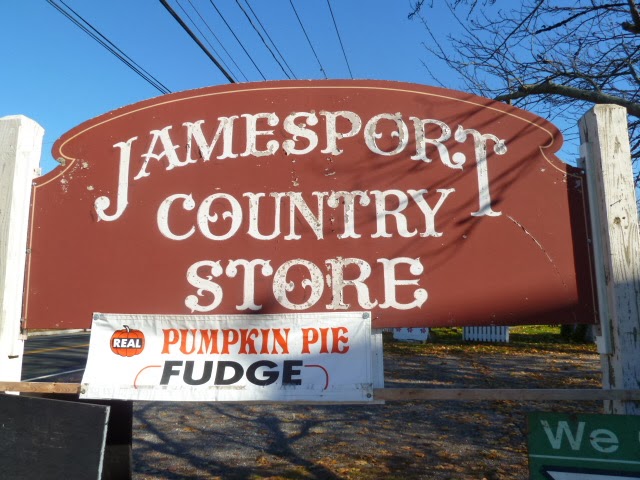 JAMESPORT
COUNTRY
STORE
REAL
PUMPKIN PIE
FUDGE
We